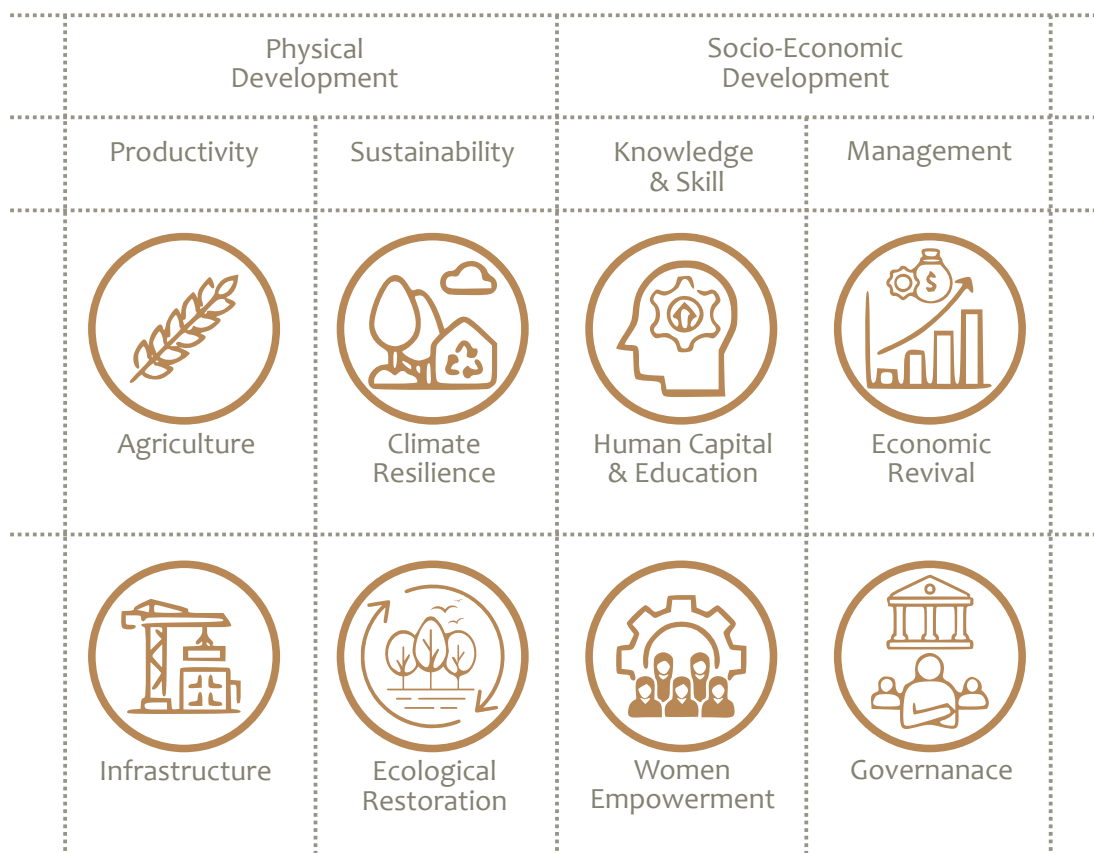 Physical
Development
Socio-Economic
Development
Productivity
Sustainability
Knowledge
& Skill
Management
$
Agriculture
Climate
Resilience
Human Capital
& Education
Economic
Revival
Infrastructure
Ecological
Restoration
Women
Empowerment
Governanace